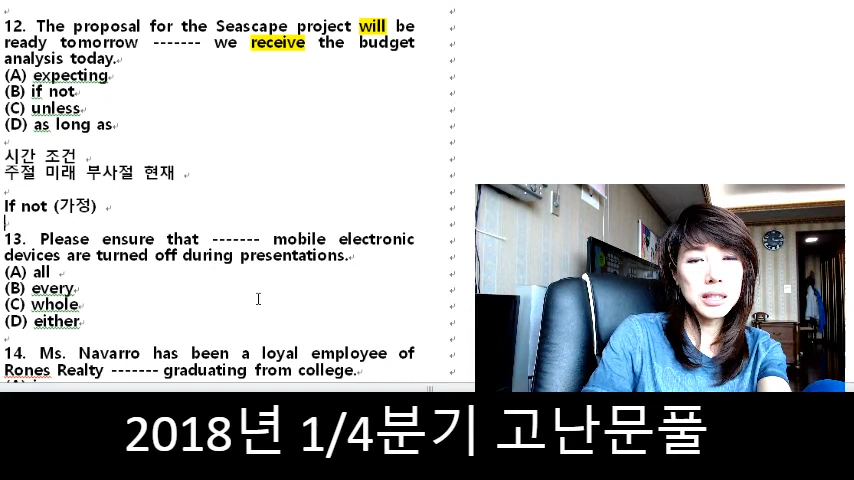 12. The proposal for the Seascape project will be
ready tomorrow ------- we receive the budget
analysis today.
(A) expecting
(B) if not
(C) unless
(D) as long as
시간 조건
주절 미래 부사절 현재
If not (가정)
13. Please ensure that ------- mobile electronic
devices are turned off during presentations.
(A) all
(B) every
(C) whole
(D) either
14. Ms. Navarro has been a loyal employee of
Rones Realty ------- graduating from college.
2018년 1/4분기 고난문풀